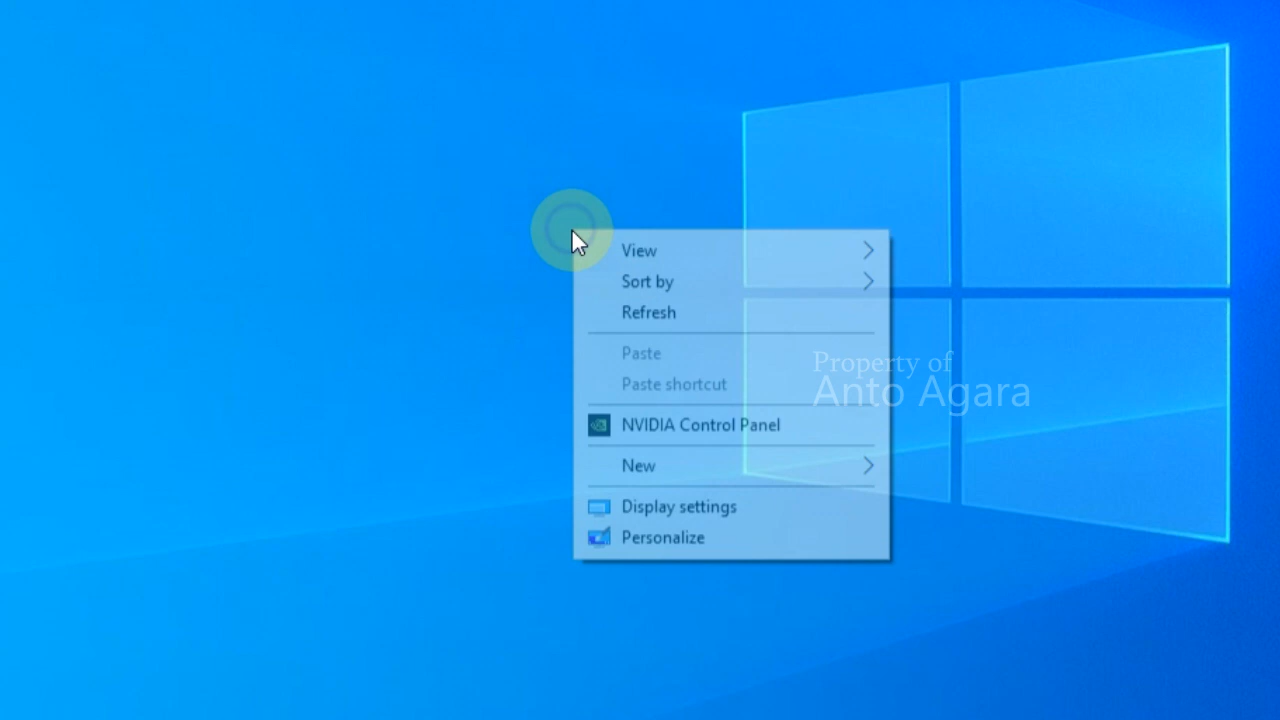 View
Sort by
Refresh
Paste
Paste shortcut
NVIDIA Control Panel
New
Display settings
Personalize
Property of
Anto Agara